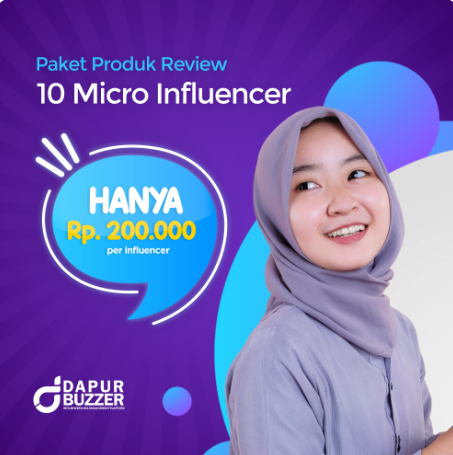 Paket Produk Review
10 Micro Influencer
HANYA
Rp. 200.000
per influencer
DAPUR
BUZZER